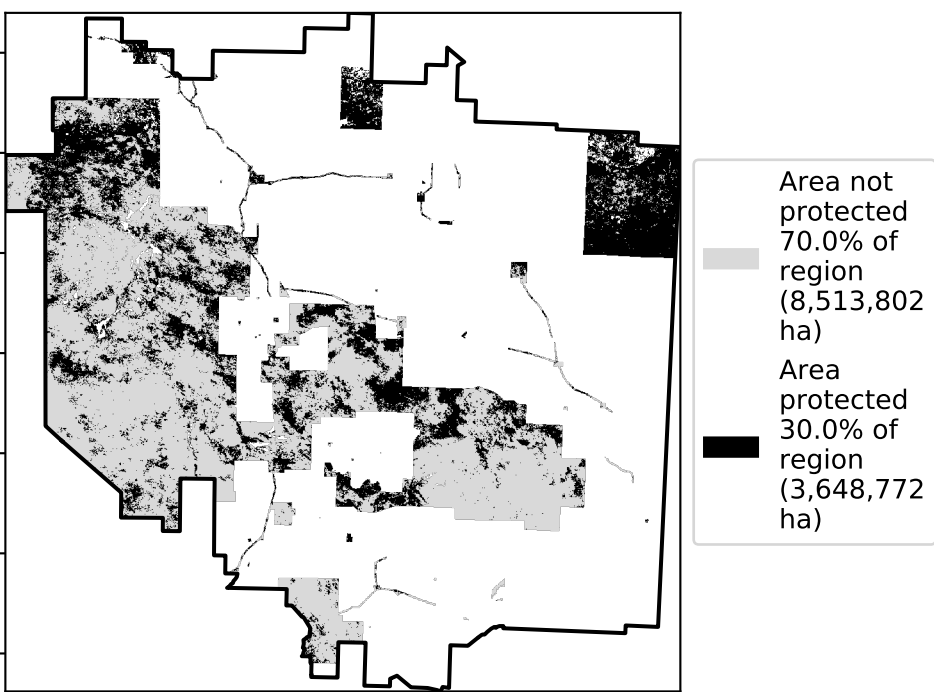 Area not
protected
70.0% of
region
(8,513,802
ha)
Area
protected
30.0% of
region
(3,648,772
ha)